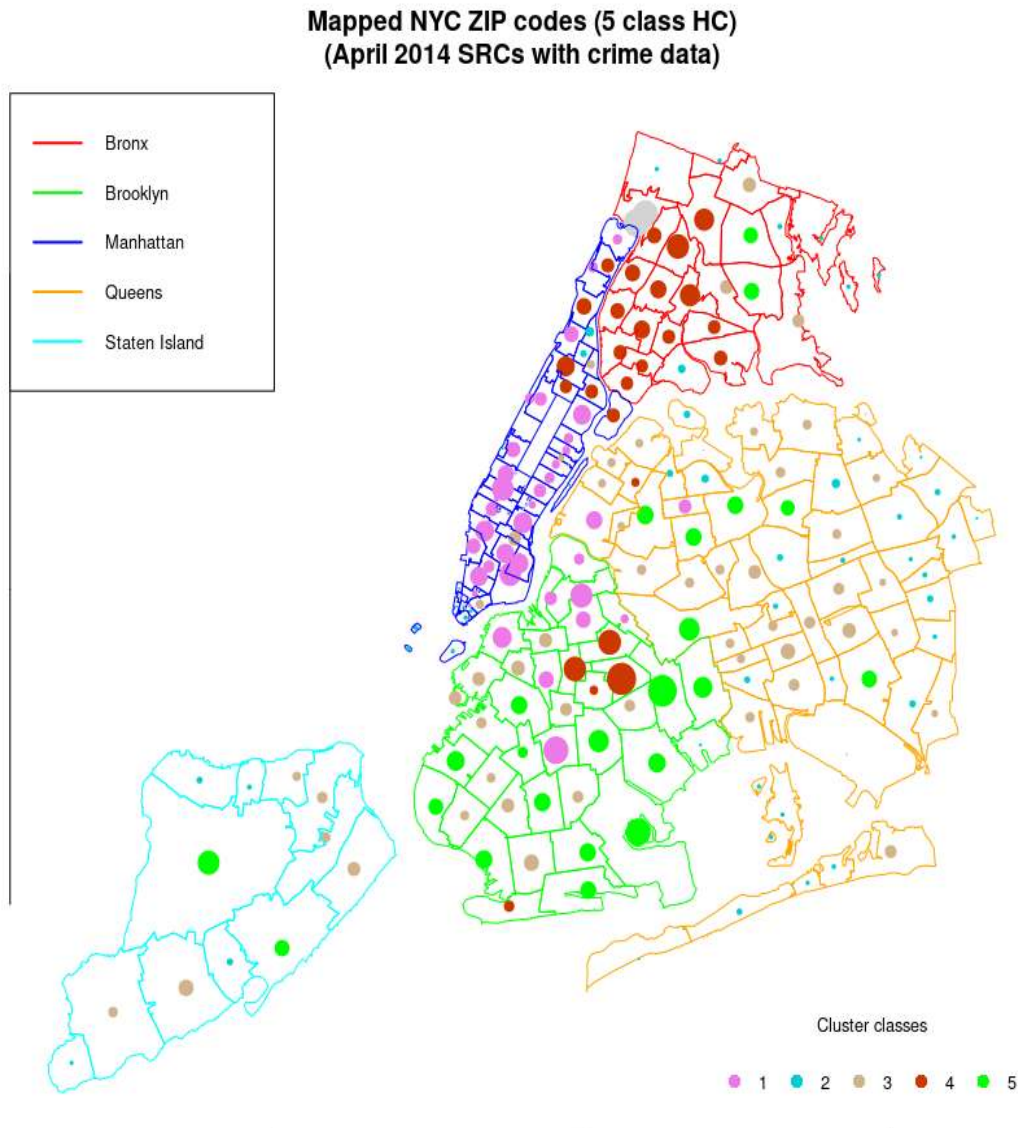 Mapped NYC ZIP codes (5 class HC)
(April 2014 SRCs with crime data)
Bronx
Brooklyn
Manhattan
Queens
Staten Island
Cluster classes
1 2 3 4 5